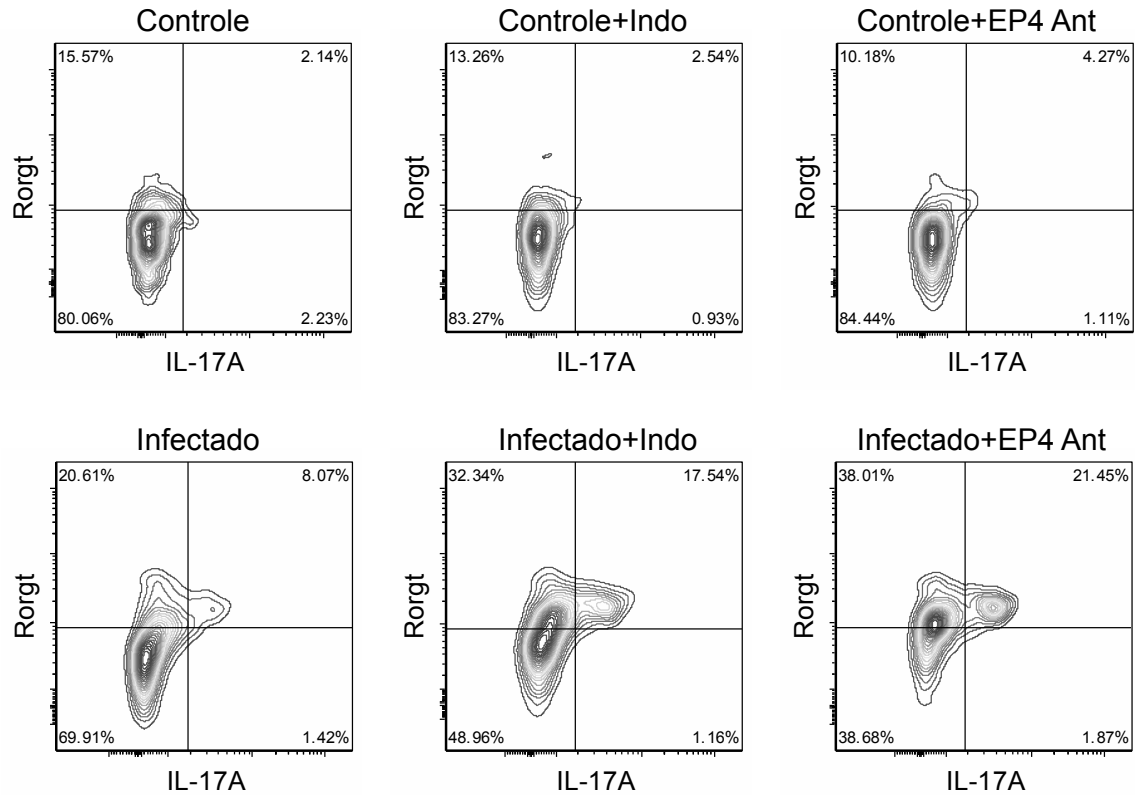 Controle
15.57% 2.14%
Rorgt
80.06% 2.23%
IL-17A
Controle+Indo
13.26% 2.54%
Rorgt
83.27% 0.93%
IL-17A
Controle+EP4 Ant
10.18% 4.27%
Rorgt
84.44% 1.11%
IL-17A
Infectado
20.61% 8.07%
Rorgt
69.91% 1.42%
IL-17A
Infectado+Indo
32.34% 17.54%
Rorgt
48.96% 1.16%
IL-17A
Infectado+EP4 Ant
38.01% 21.45%
Rorgt
38.68% 1.87%
IL-17A